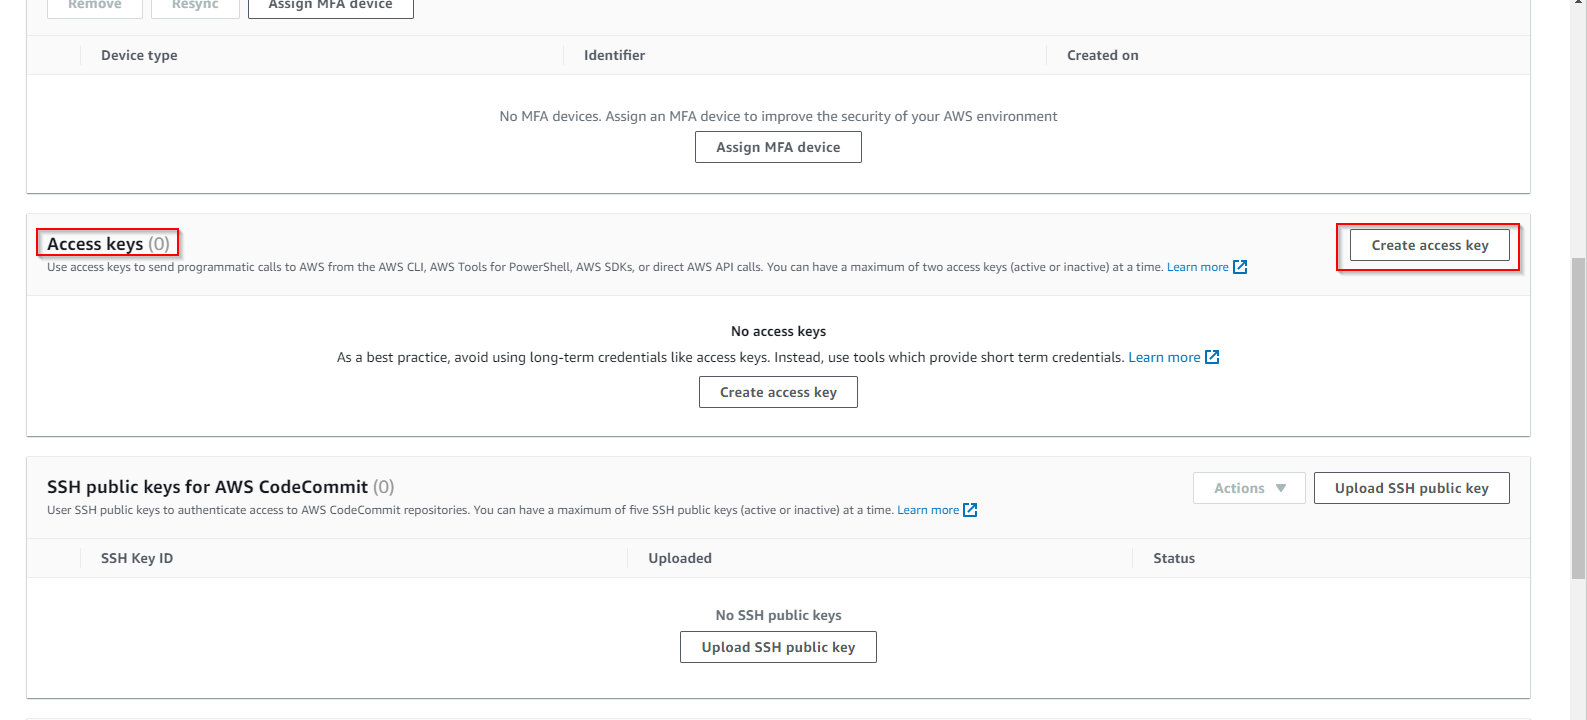 Remove Resync Assign MFA device
Device type Identifier Created on
No MFA devices. Assign an MFA device to improve the security of your AWS environment
Assign MFA device
Access keys (0) Create access key
Use access keys to send programmatic calls to AWS from the AWS CLI, AWS Tools for PowerShell, AWS SDKs, or direct AWS API calls. You can have a maximum of two access keys (active or inactive) at a time. Learn more
No access keys
As a best practice, avoid using long-term credentials like access keys. Instead, use tools which provide short term credentials. Learn more
Create access key
SSH public keys for AWS CodeCommit (0) Actions Upload SSH public key
User SSH public keys to authenticate access to AWS CodeCommit repositories. You can have a maximum of five SSH public keys (active or inactive) at a time. Learn more
SSH Key ID Uploaded Status
No SSH public keys
Upload SSH public key